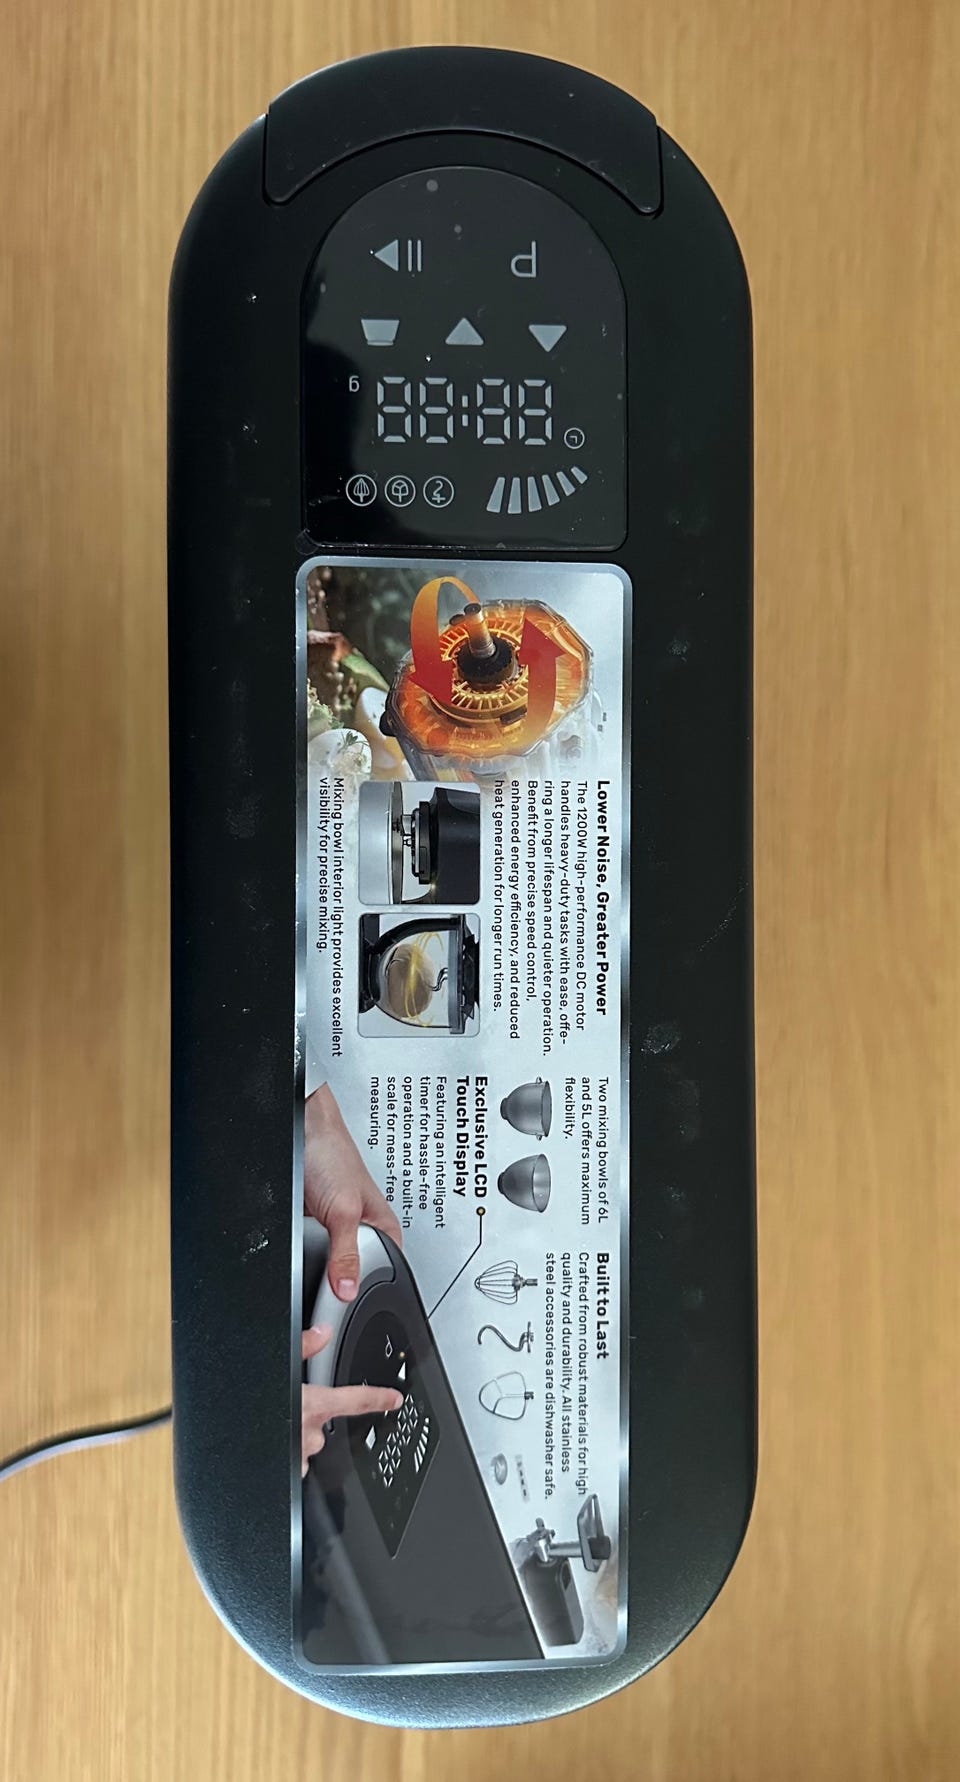 P
88:88
g
Lower Noise, Greater Power
The 1200W high-performance DC motor
handles heavy-duty tasks with ease, offe-
ring a longer lifespan and quieter operation.
Benefit from precise speed control,
enhanced energy efficiency, and reduced
heat generation for longer run times.
Mixing bowl interior light provides excellent
visibility for precise mixing.
Two mixing bowls of 6L
and 5L offers maximum
flexibility.
Exclusive LCD
Touch Display
Featuring an intelligent
timer for hassle-free
operation and a built-in
scale for mess-free
measuring.
Built to Last
Crafted from robust materials for high
quality and durability. All stainless
steel accessories are dishwasher safe.
P
88:88